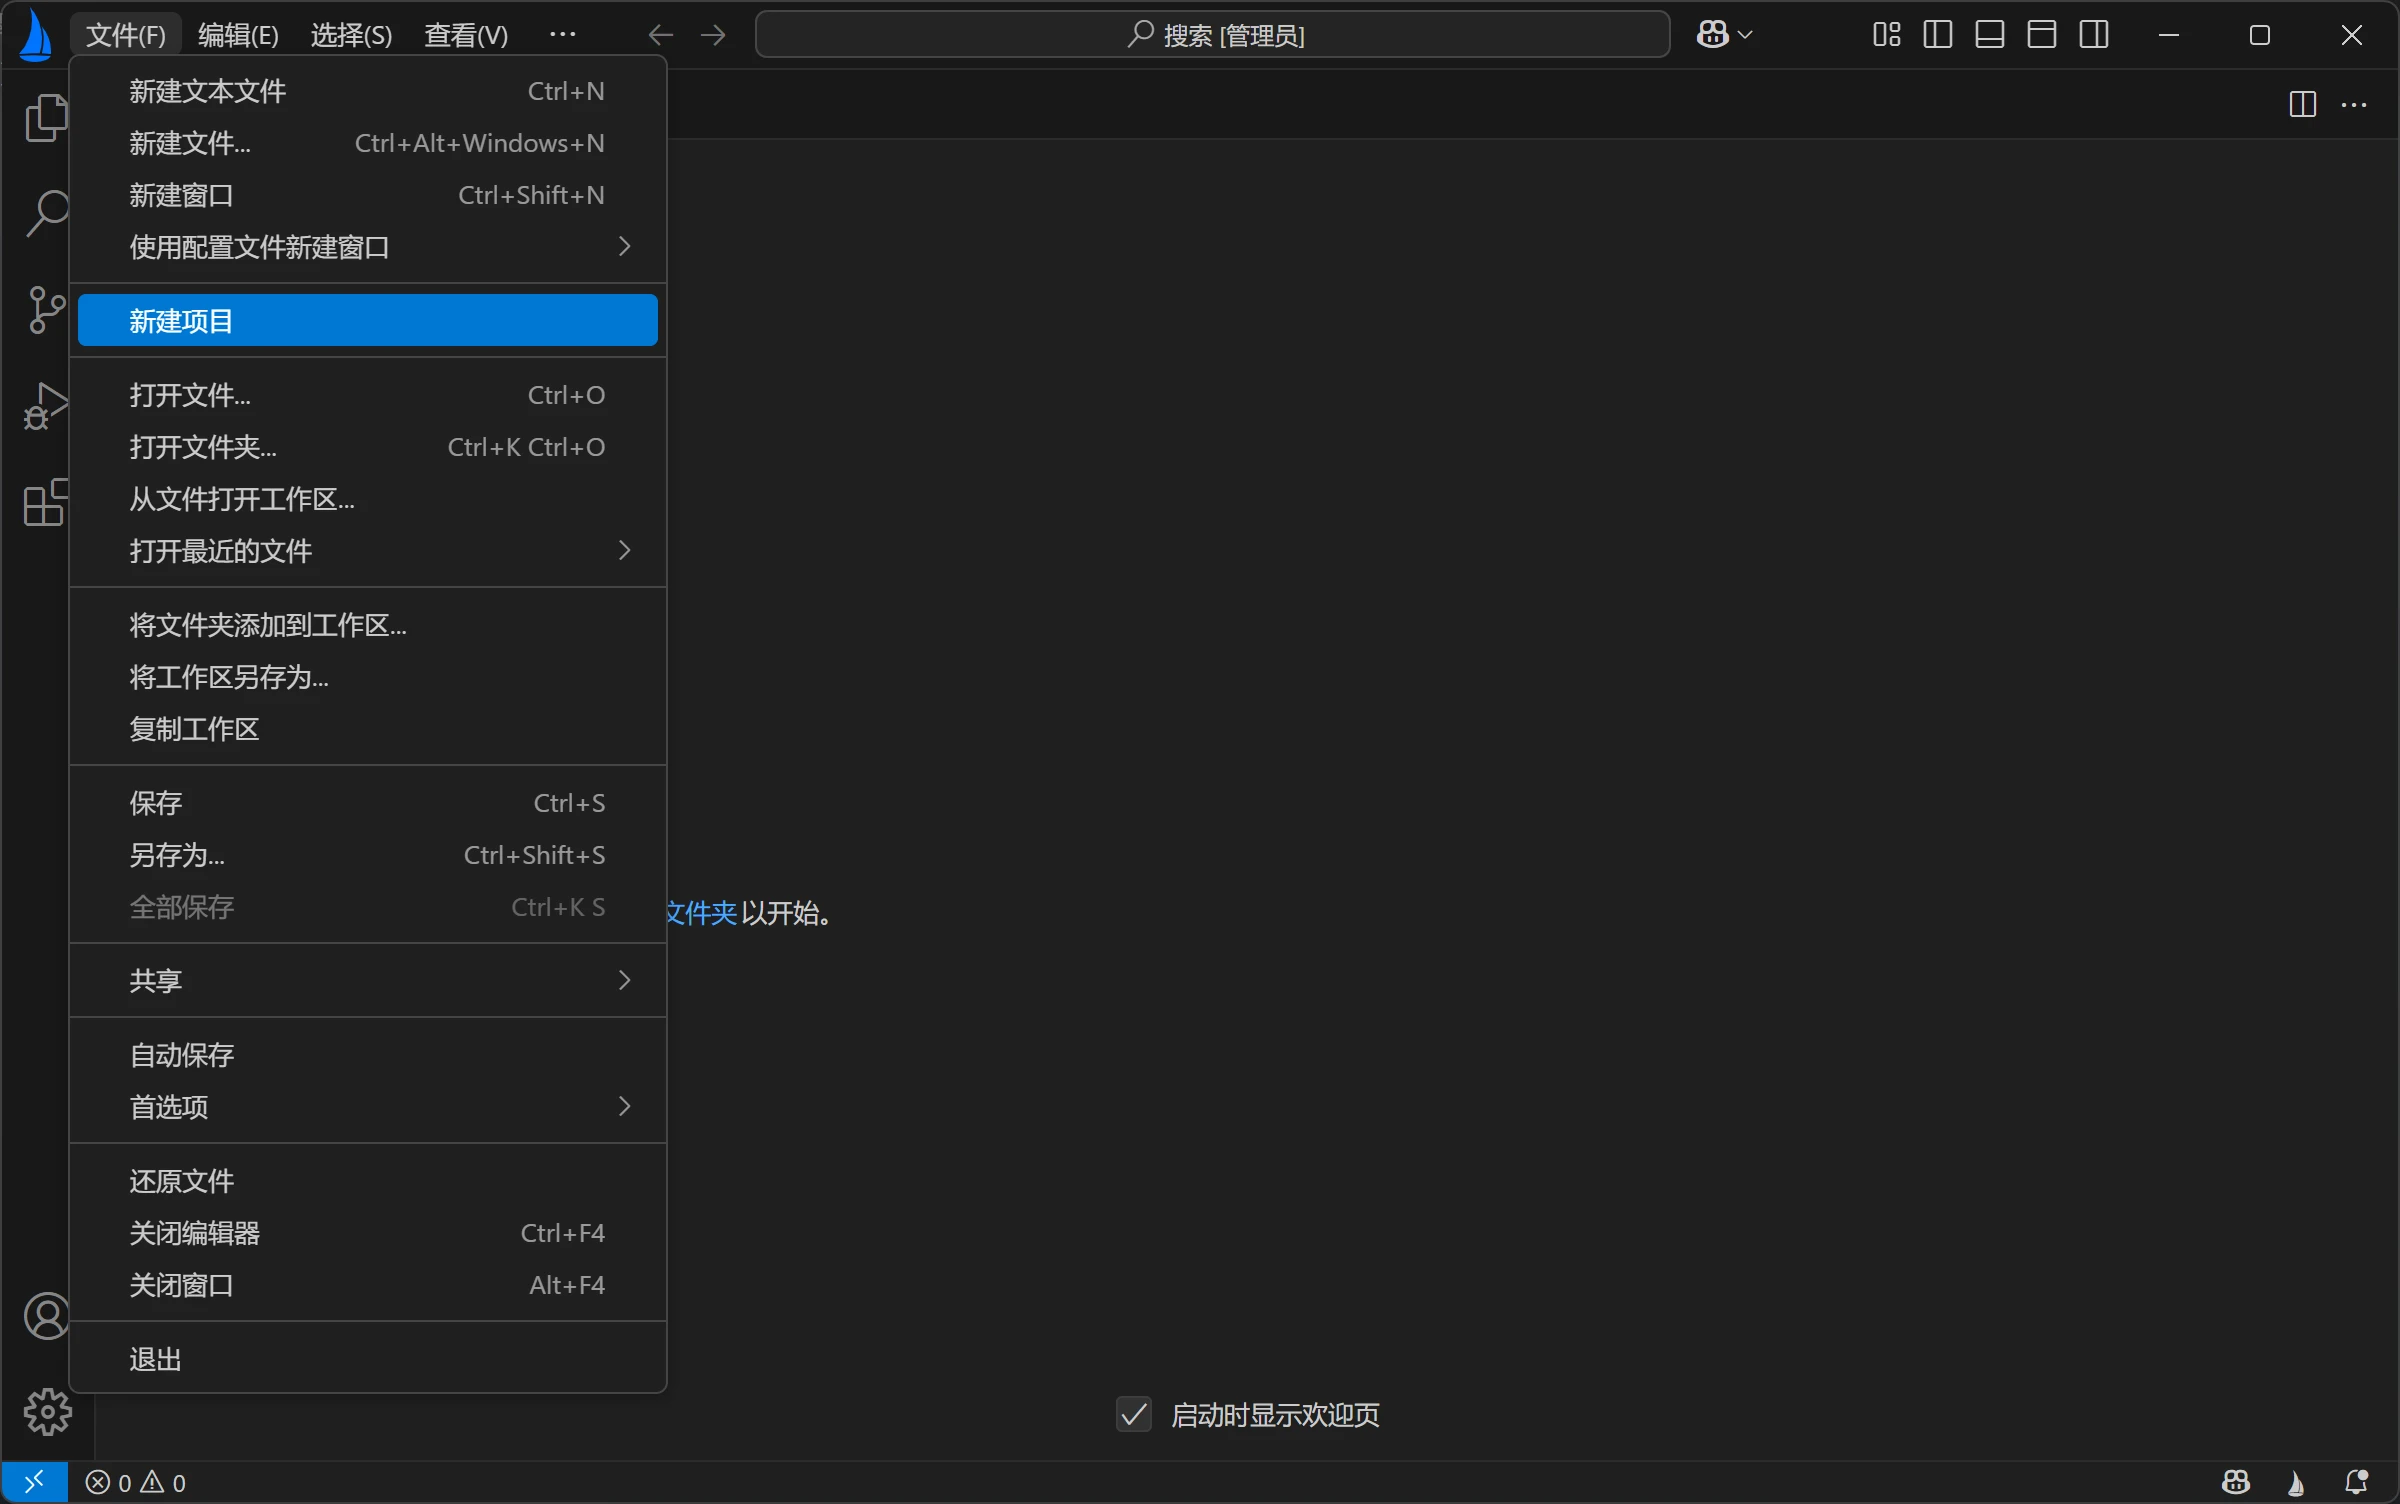 文件(F) 编辑(E) 选择(S) 查看(V) ··· 搜索 [管理员]
新建文本文件 Ctrl+N
新建文件... Ctrl+Alt+Windows+N
新建窗口 Ctrl+Shift+N
使用配置文件新建窗口
新建项目
打开文件... Ctrl+O
打开文件夹... Ctrl+K Ctrl+O
从文件打开工作区...
打开最近的文件
将文件夹添加到工作区...
将工作区另存为...
复制工作区
保存 Ctrl+S
另存为... Ctrl+Shift+S
全部保存 Ctrl+K S
文件夹以开始。
共享
自动保存
首选项
还原文件
关闭编辑器 Ctrl+F4
关闭窗口 Alt+F4
退出
启动时显示欢迎页
0 0